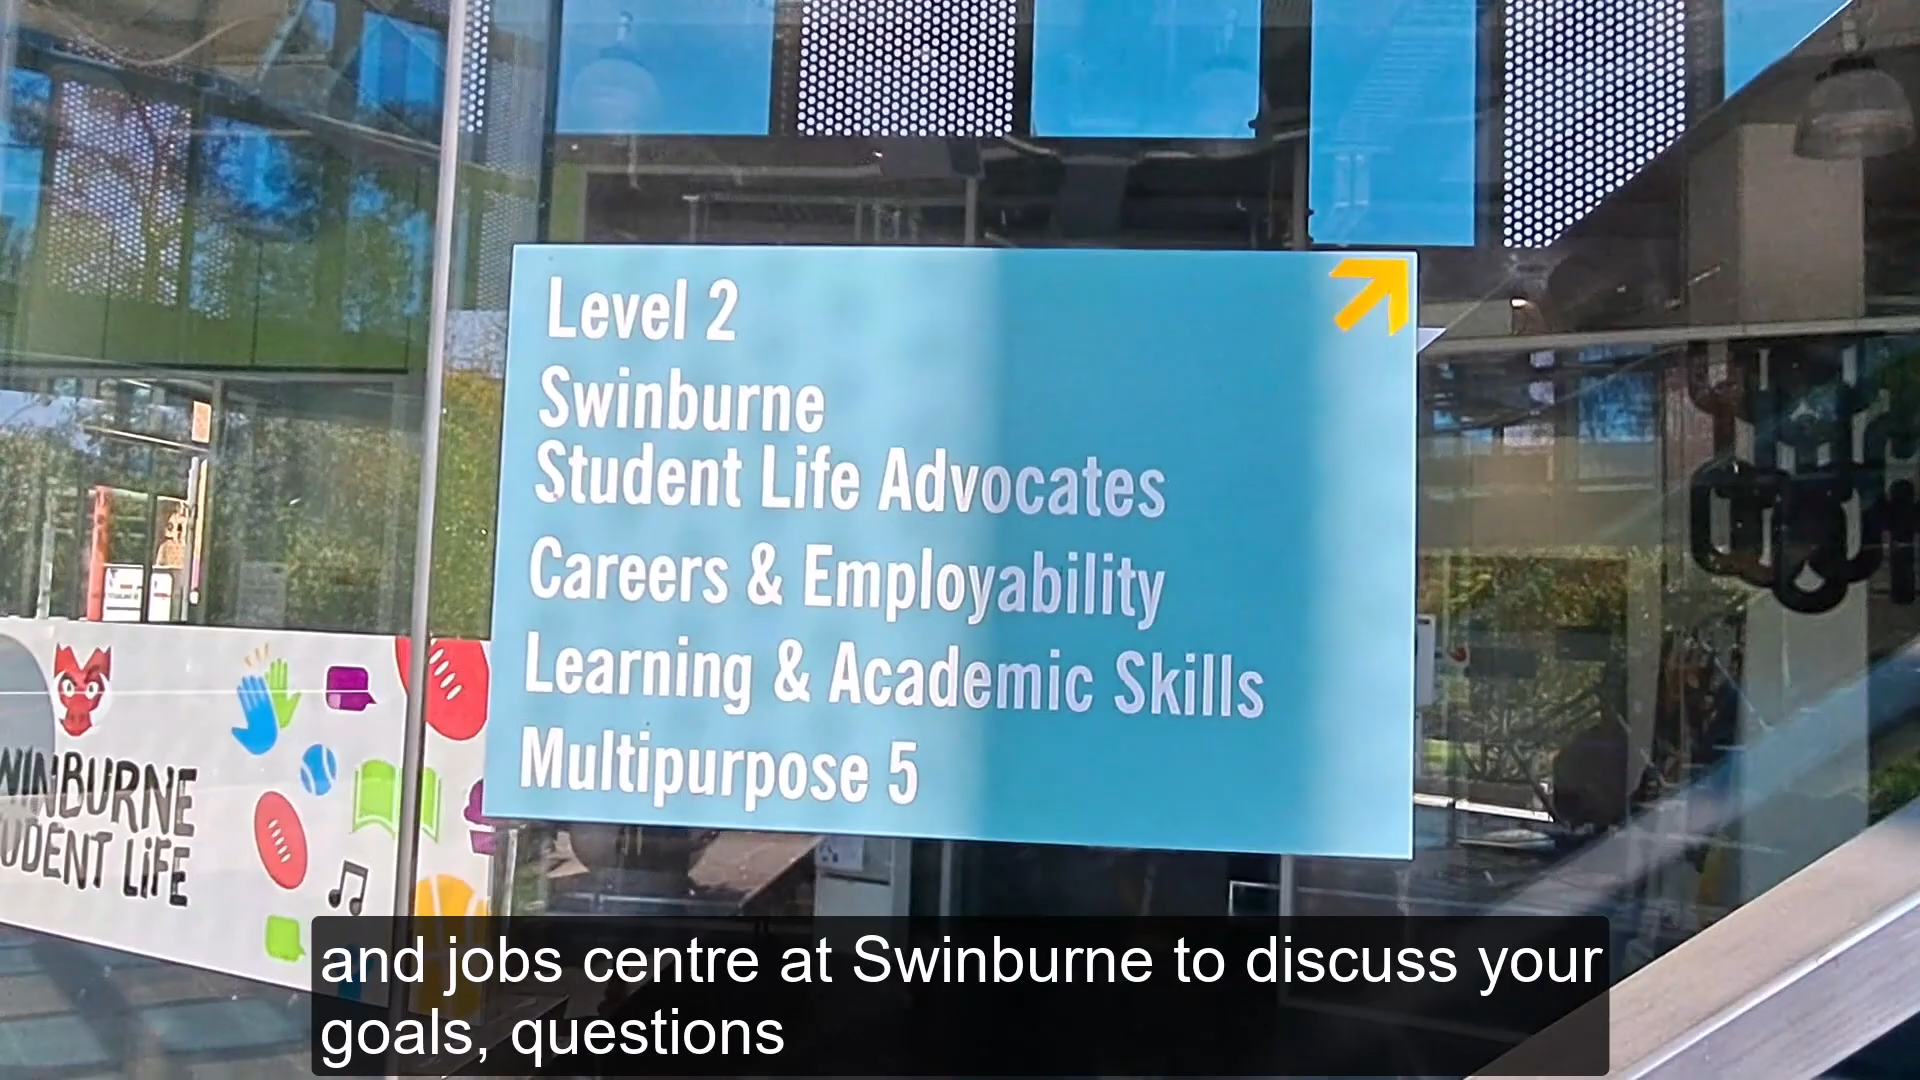 Level 2
Swinburne
Student Life Advocates
Careers & Employability
Learning & Academic Skills
Multipurpose 5
WINBURNE
UDENT LiFE
and jobs centre at Swinburne to discuss your
goals, questions